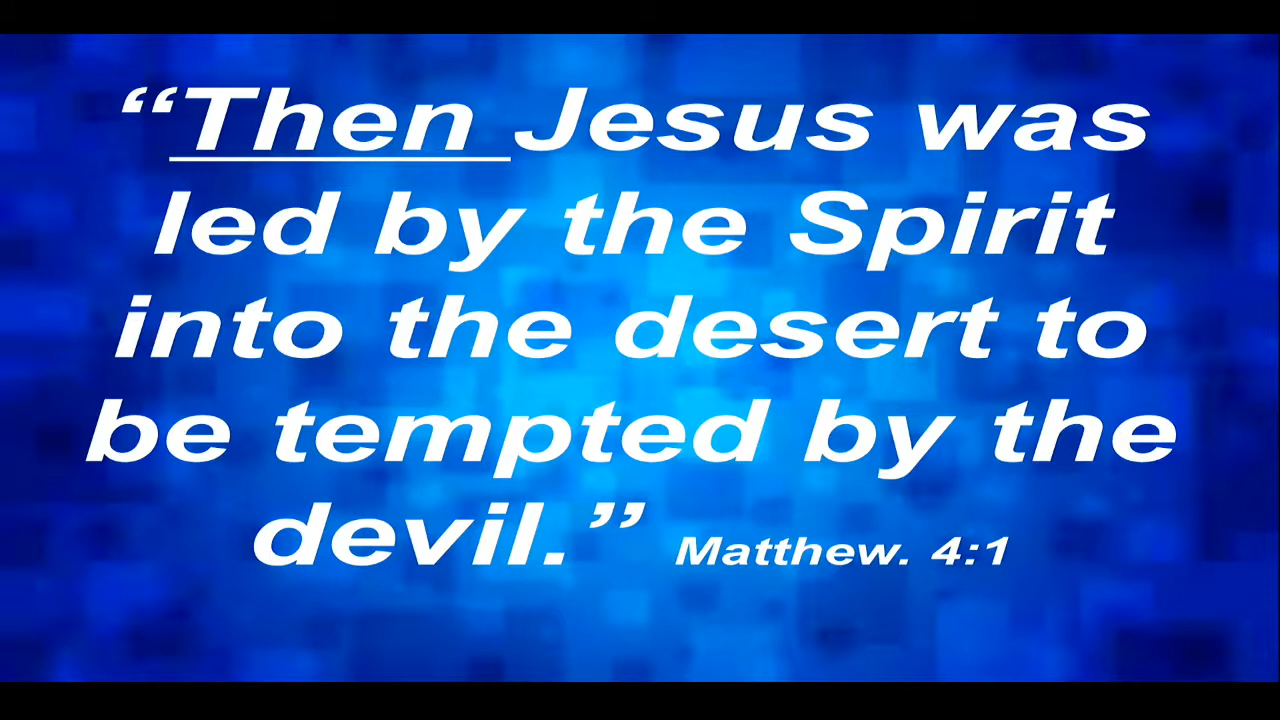 “Then Jesus was
led by the Spirit
into the desert to
be tempted by the
devil.” Matthew. 4:1